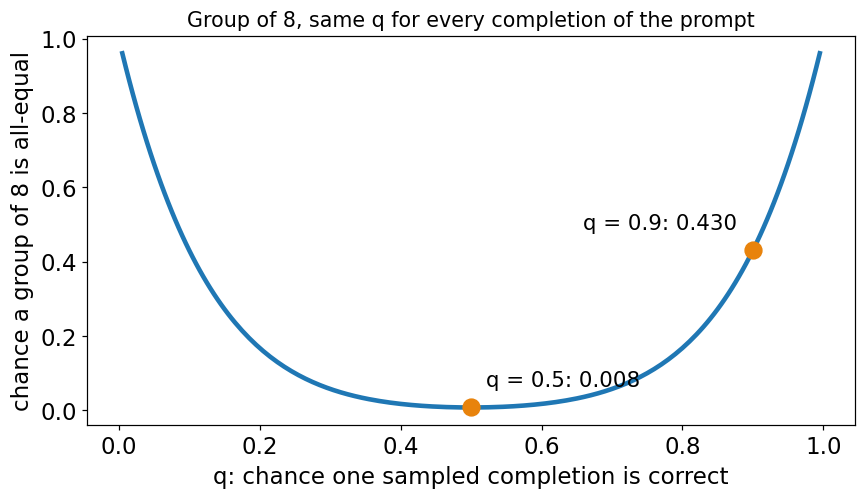 Group of 8, same q for every completion of the prompt
chance a group of 8 is all-equal
1.0
0.8
0.6
0.4
0.2
0.0
q = 0.9: 0.430
q = 0.5: 0.008
0.0 0.2 0.4 0.6 0.8 1.0
q: chance one sampled completion is correct